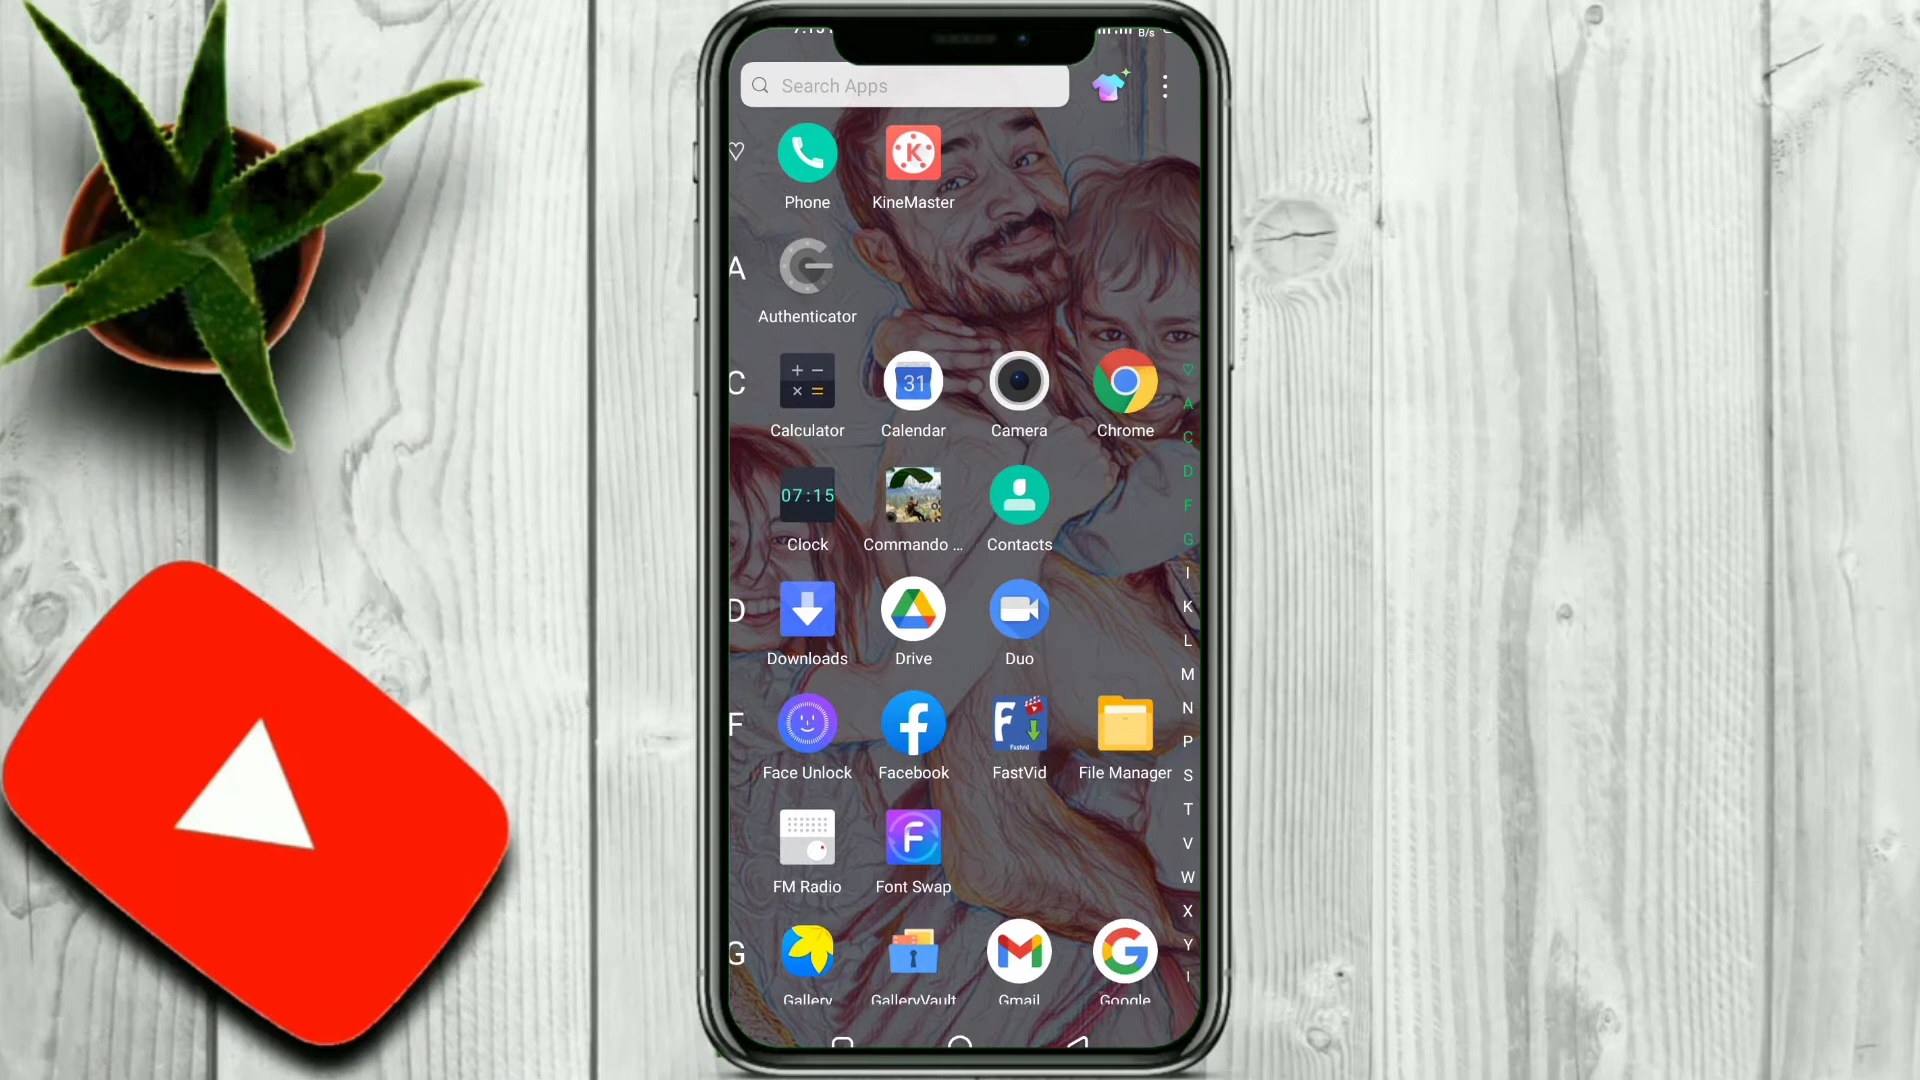 B/s
Search Apps
Phone
KineMaster
A
Authenticator
C
Calculator
Calendar
Camera
Chrome
31
07:15
Clock
Commando ...
Contacts
D
Downloads
Drive
Duo
F
Face Unlock
Facebook
FastVid
File Manager
Fastvid
FM Radio
Font Swap
G
Gallery
GalleryVault
Gmail
Google
A
C
D
F
G
I
K
L
M
N
P
S
T
V
W
X
Y